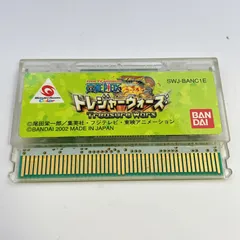 SWJ-BANC1E
ONE PIECE
トレジャーウォーズ
TREASURE WARS
©尾田栄一郎/集英社・フジテレビ・東映アニメーション
©BANDAI 2002 MADE IN JAPAN
BAN
DAI